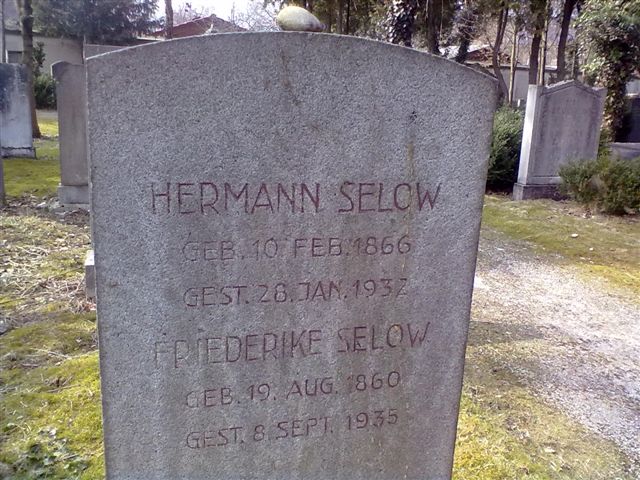 HERMANN SELOW
GEB. 10. FEB. 1866
GEST. 28. JAN. 1932
FRIEDERIKE SELOW
GEB. 19. AUG. 1860
GEST. 8. SEPT. 1935